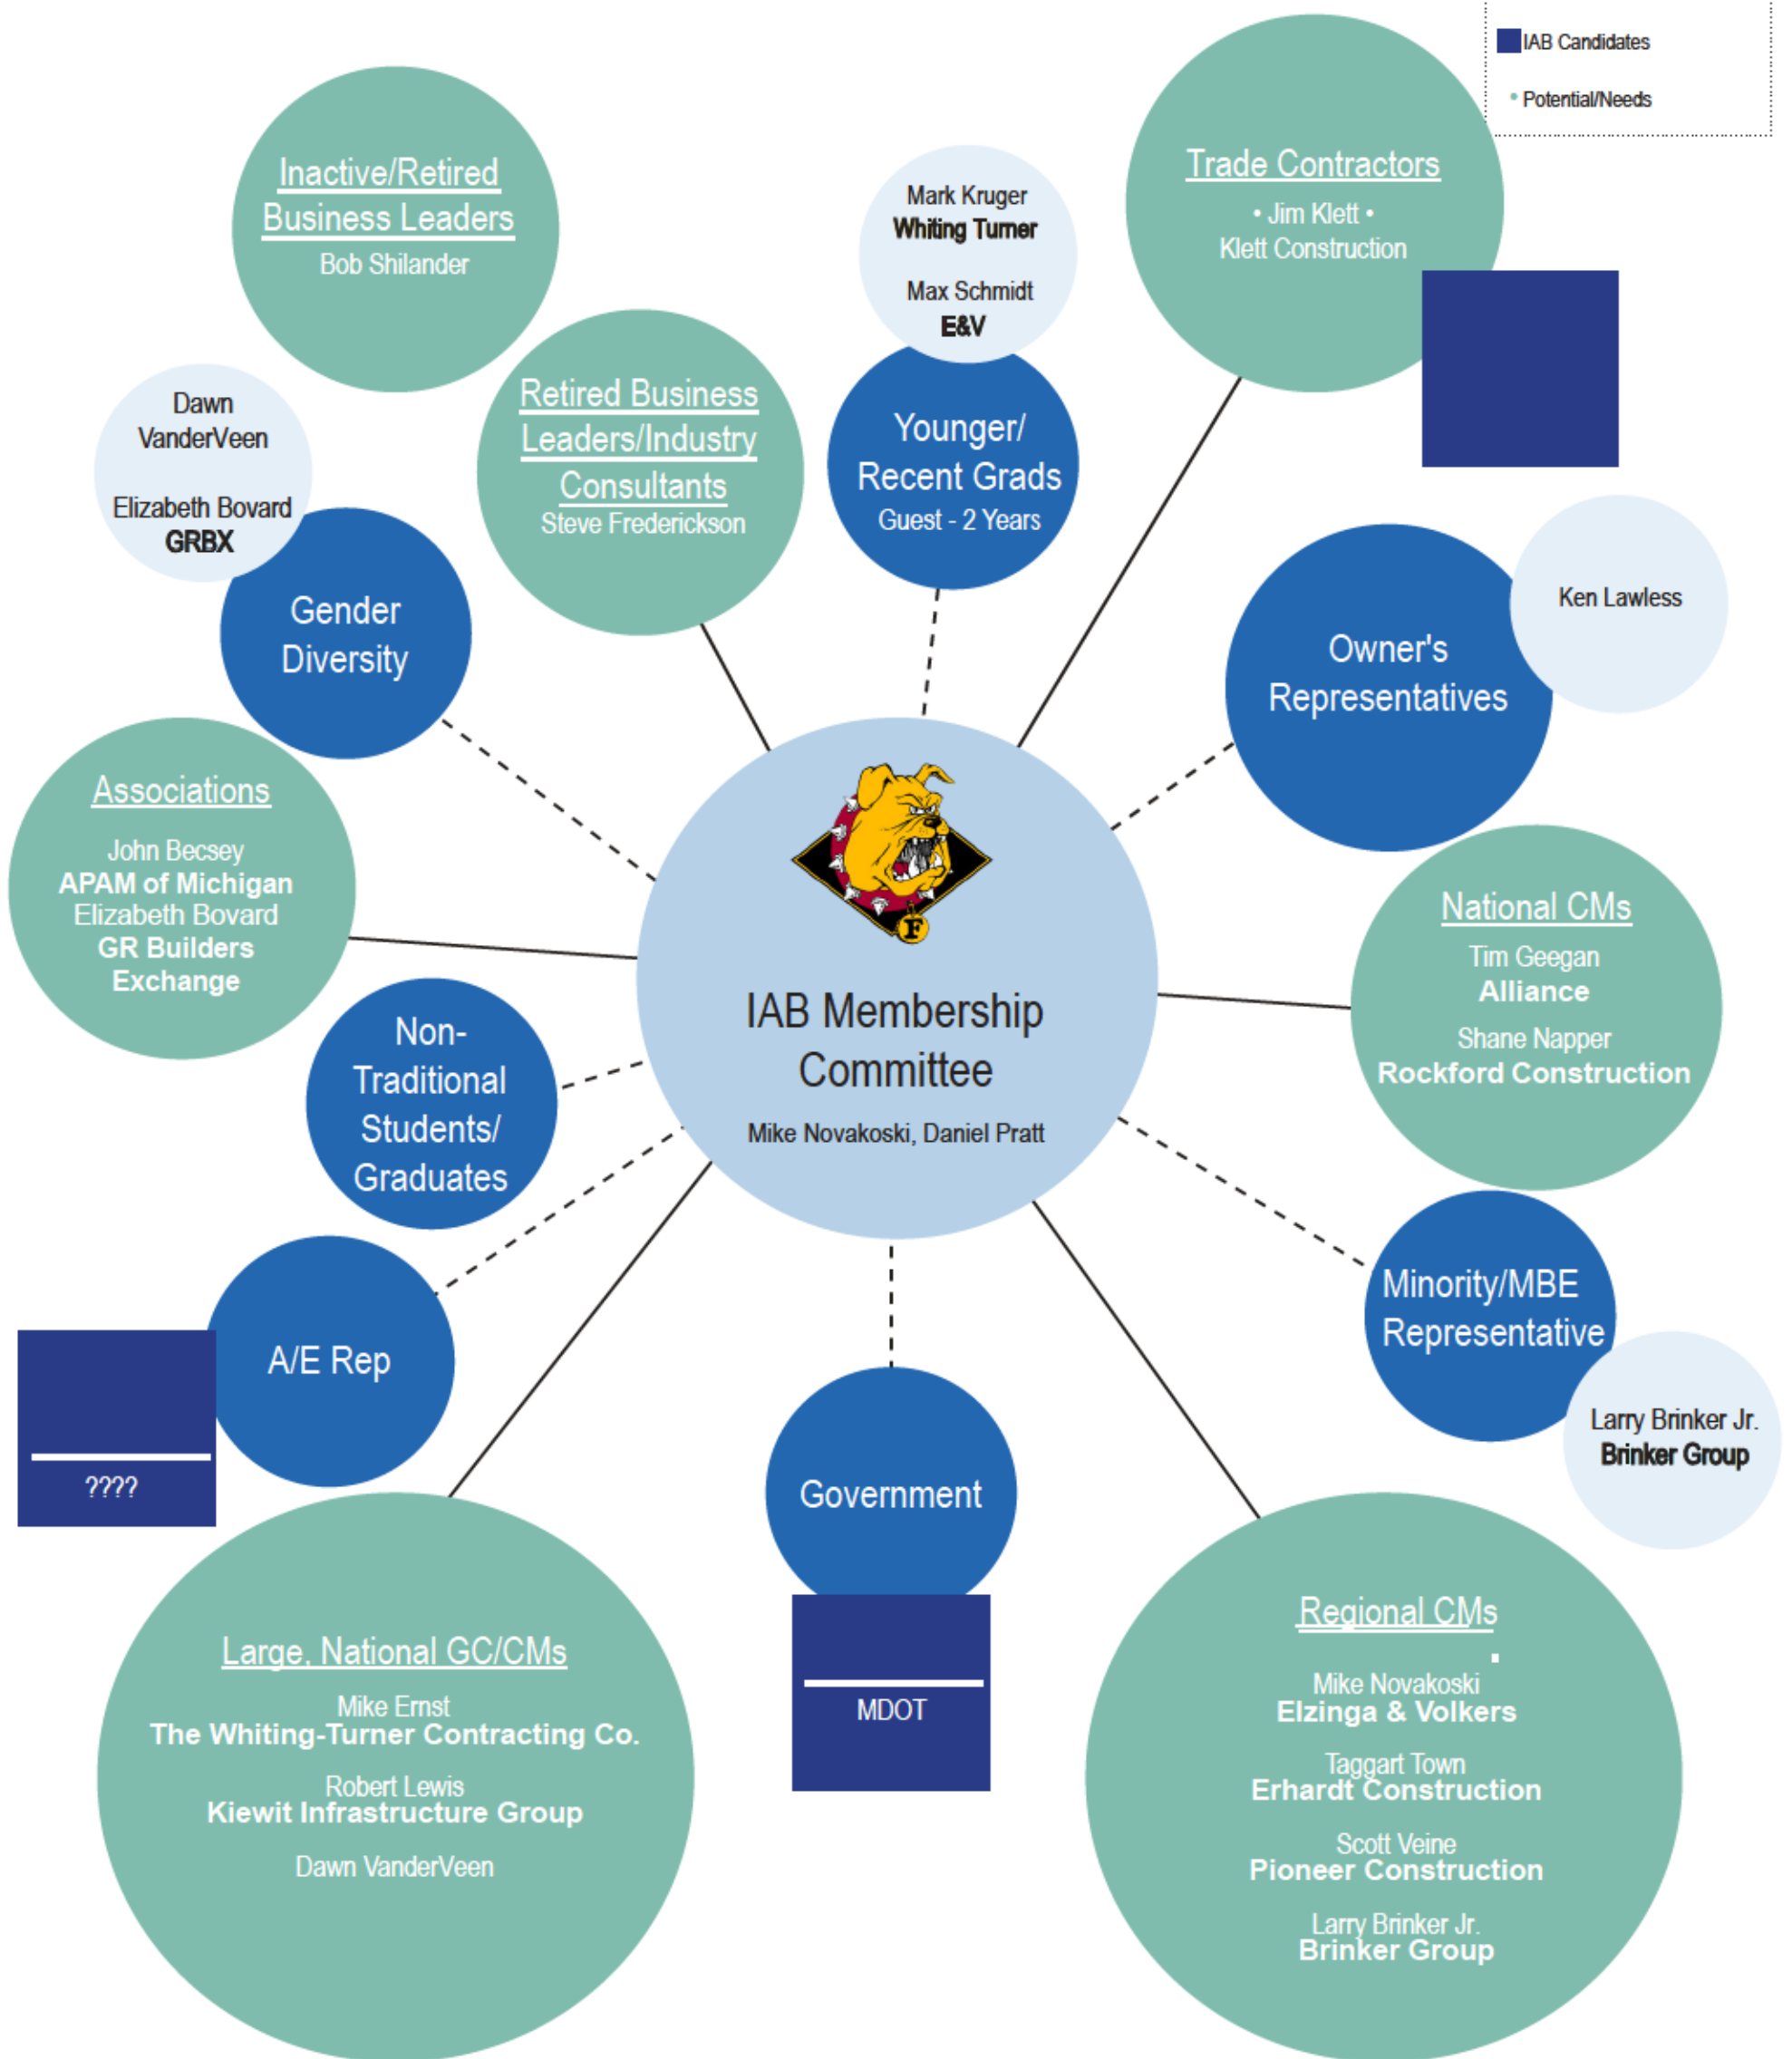 IAB Candidates
• Potential/Needs
Inactive/Retired
Business Leaders
Bob Shilander
Mark Kruger
Whiting Turner
Max Schmidt
E&V
Trade Contractors
• Jim Klett •
Klett Construction
Dawn
VanderVeen
Elizabeth Bovard
GRBX
Retired Business
Leaders/Industry
Consultants
Steve Frederickson
Younger/
Recent Grads
Guest - 2 Years
Gender
Diversity
Owner's
Representatives
Ken Lawless
Associations
John Becsey
APAM of Michigan
Elizabeth Bovard
GR Builders
Exchange
F
IAB Membership
Committee
Mike Novakoski, Daniel Pratt
National CMs
Tim Geegan
Alliance
Shane Napper
Rockford Construction
Non-
Traditional
Students/
Graduates
A/E Rep
????
Government
MDOT
Minority/MBE
Representative
Larry Brinker Jr.
Brinker Group
Large, National GC/CMs
Mike Ernst
The Whiting-Turner Contracting Co.
Robert Lewis
Kiewit Infrastructure Group
Dawn VanderVeen
Regional CMs
Mike Novakoski
Elzinga & Volkers
Taggart Town
Erhardt Construction
Scott Veine
Pioneer Construction
Larry Brinker Jr.
Brinker Group